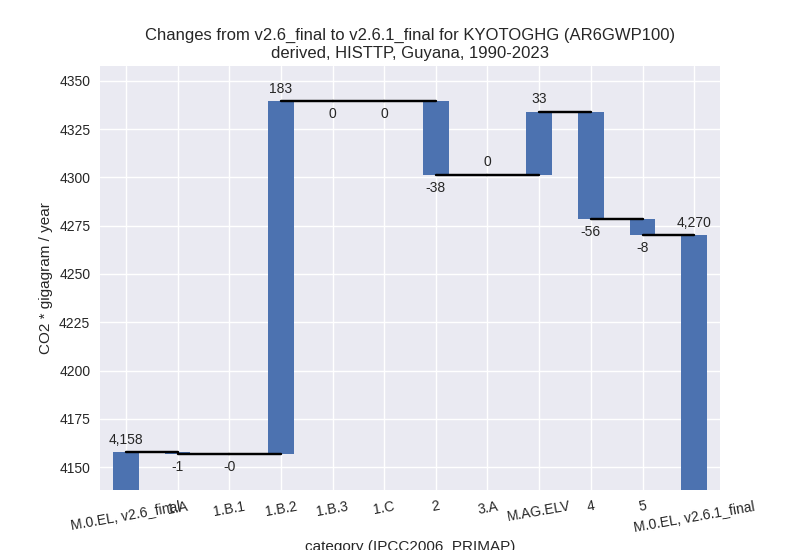 Changes from v2.6_final to v2.6.1_final for KYOTOGHG (AR6GWP100)
derived, HISTTP, Guyana, 1990-2023
CO2 * gigagram / year
4350
4325
4300
4275
4250
4225
4200
4175
4150
4,158
-1
-0
183
0
0
-38
0
33
-56
-8
4,270
M.0.EL, v2.6_final
1.A
1.B.1
1.B.2
1.B.3
1.C
2
3.A
M.AG.ELV
4
5
M.0.EL, v2.6.1_final
category (IPCC2006_PRIMAP)